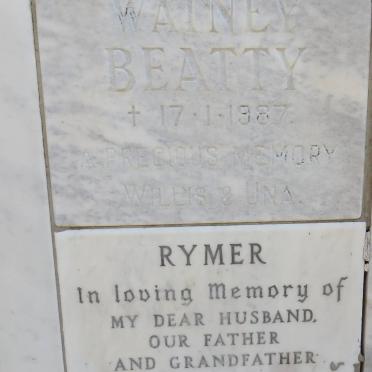 WAINEY
BEATTY
† 17·1·1987.
A PRECIOUS MEMORY
WILLIS & UNA.
RYMER
In loving Memory of
MY DEAR HUSBAND,
OUR FATHER
AND GRANDFATHER